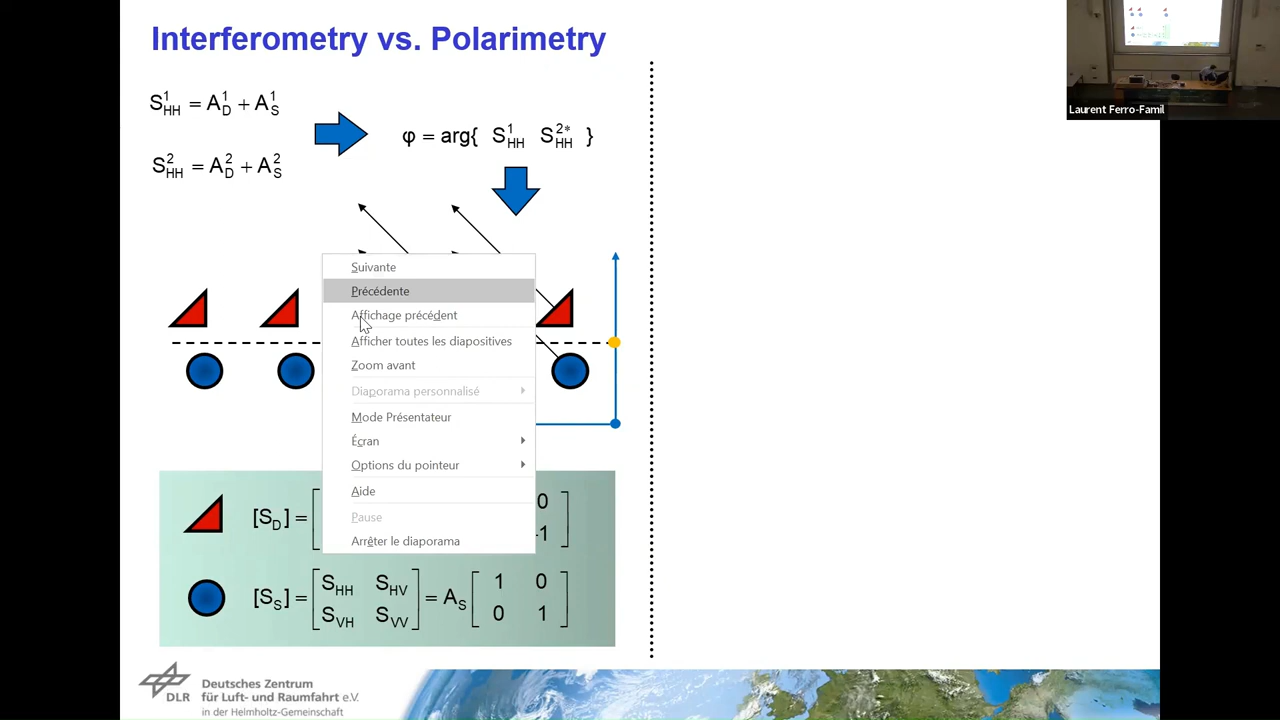 Interferometry vs. Polarimetry
Laurent Ferro-Famil
S¹HH = A¹D + A¹S
φ = arg{ S¹HH S²*HH }
S²HH = A²D + A²S
Suivante
Précédente
Affichage précédent
Afficher toutes les diapositives
Zoom avant
Diaporama personnalisé
Mode Présentateur
Écran
Options du pointeur
Aide
Pause
Arrêter le diaporama
[SD] = [ 0
-1 ]
[SS] = [ SHH SHV
SVH SVV ] = AS [ 1 0
0 1 ]
DLR
Deutsches Zentrum
für Luft- und Raumfahrt e.V.
in der Helmholtz-Gemeinschaft